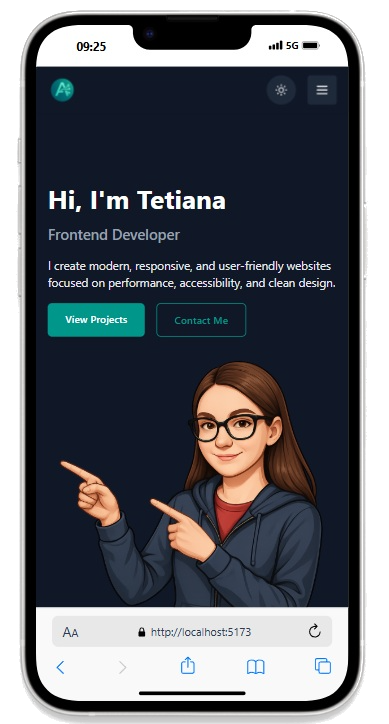 09:25
5G
Hi, I'm Tetiana
Frontend Developer
I create modern, responsive, and user-friendly websites
focused on performance, accessibility, and clean design.
View Projects
Contact Me
AA
http://localhost:5173